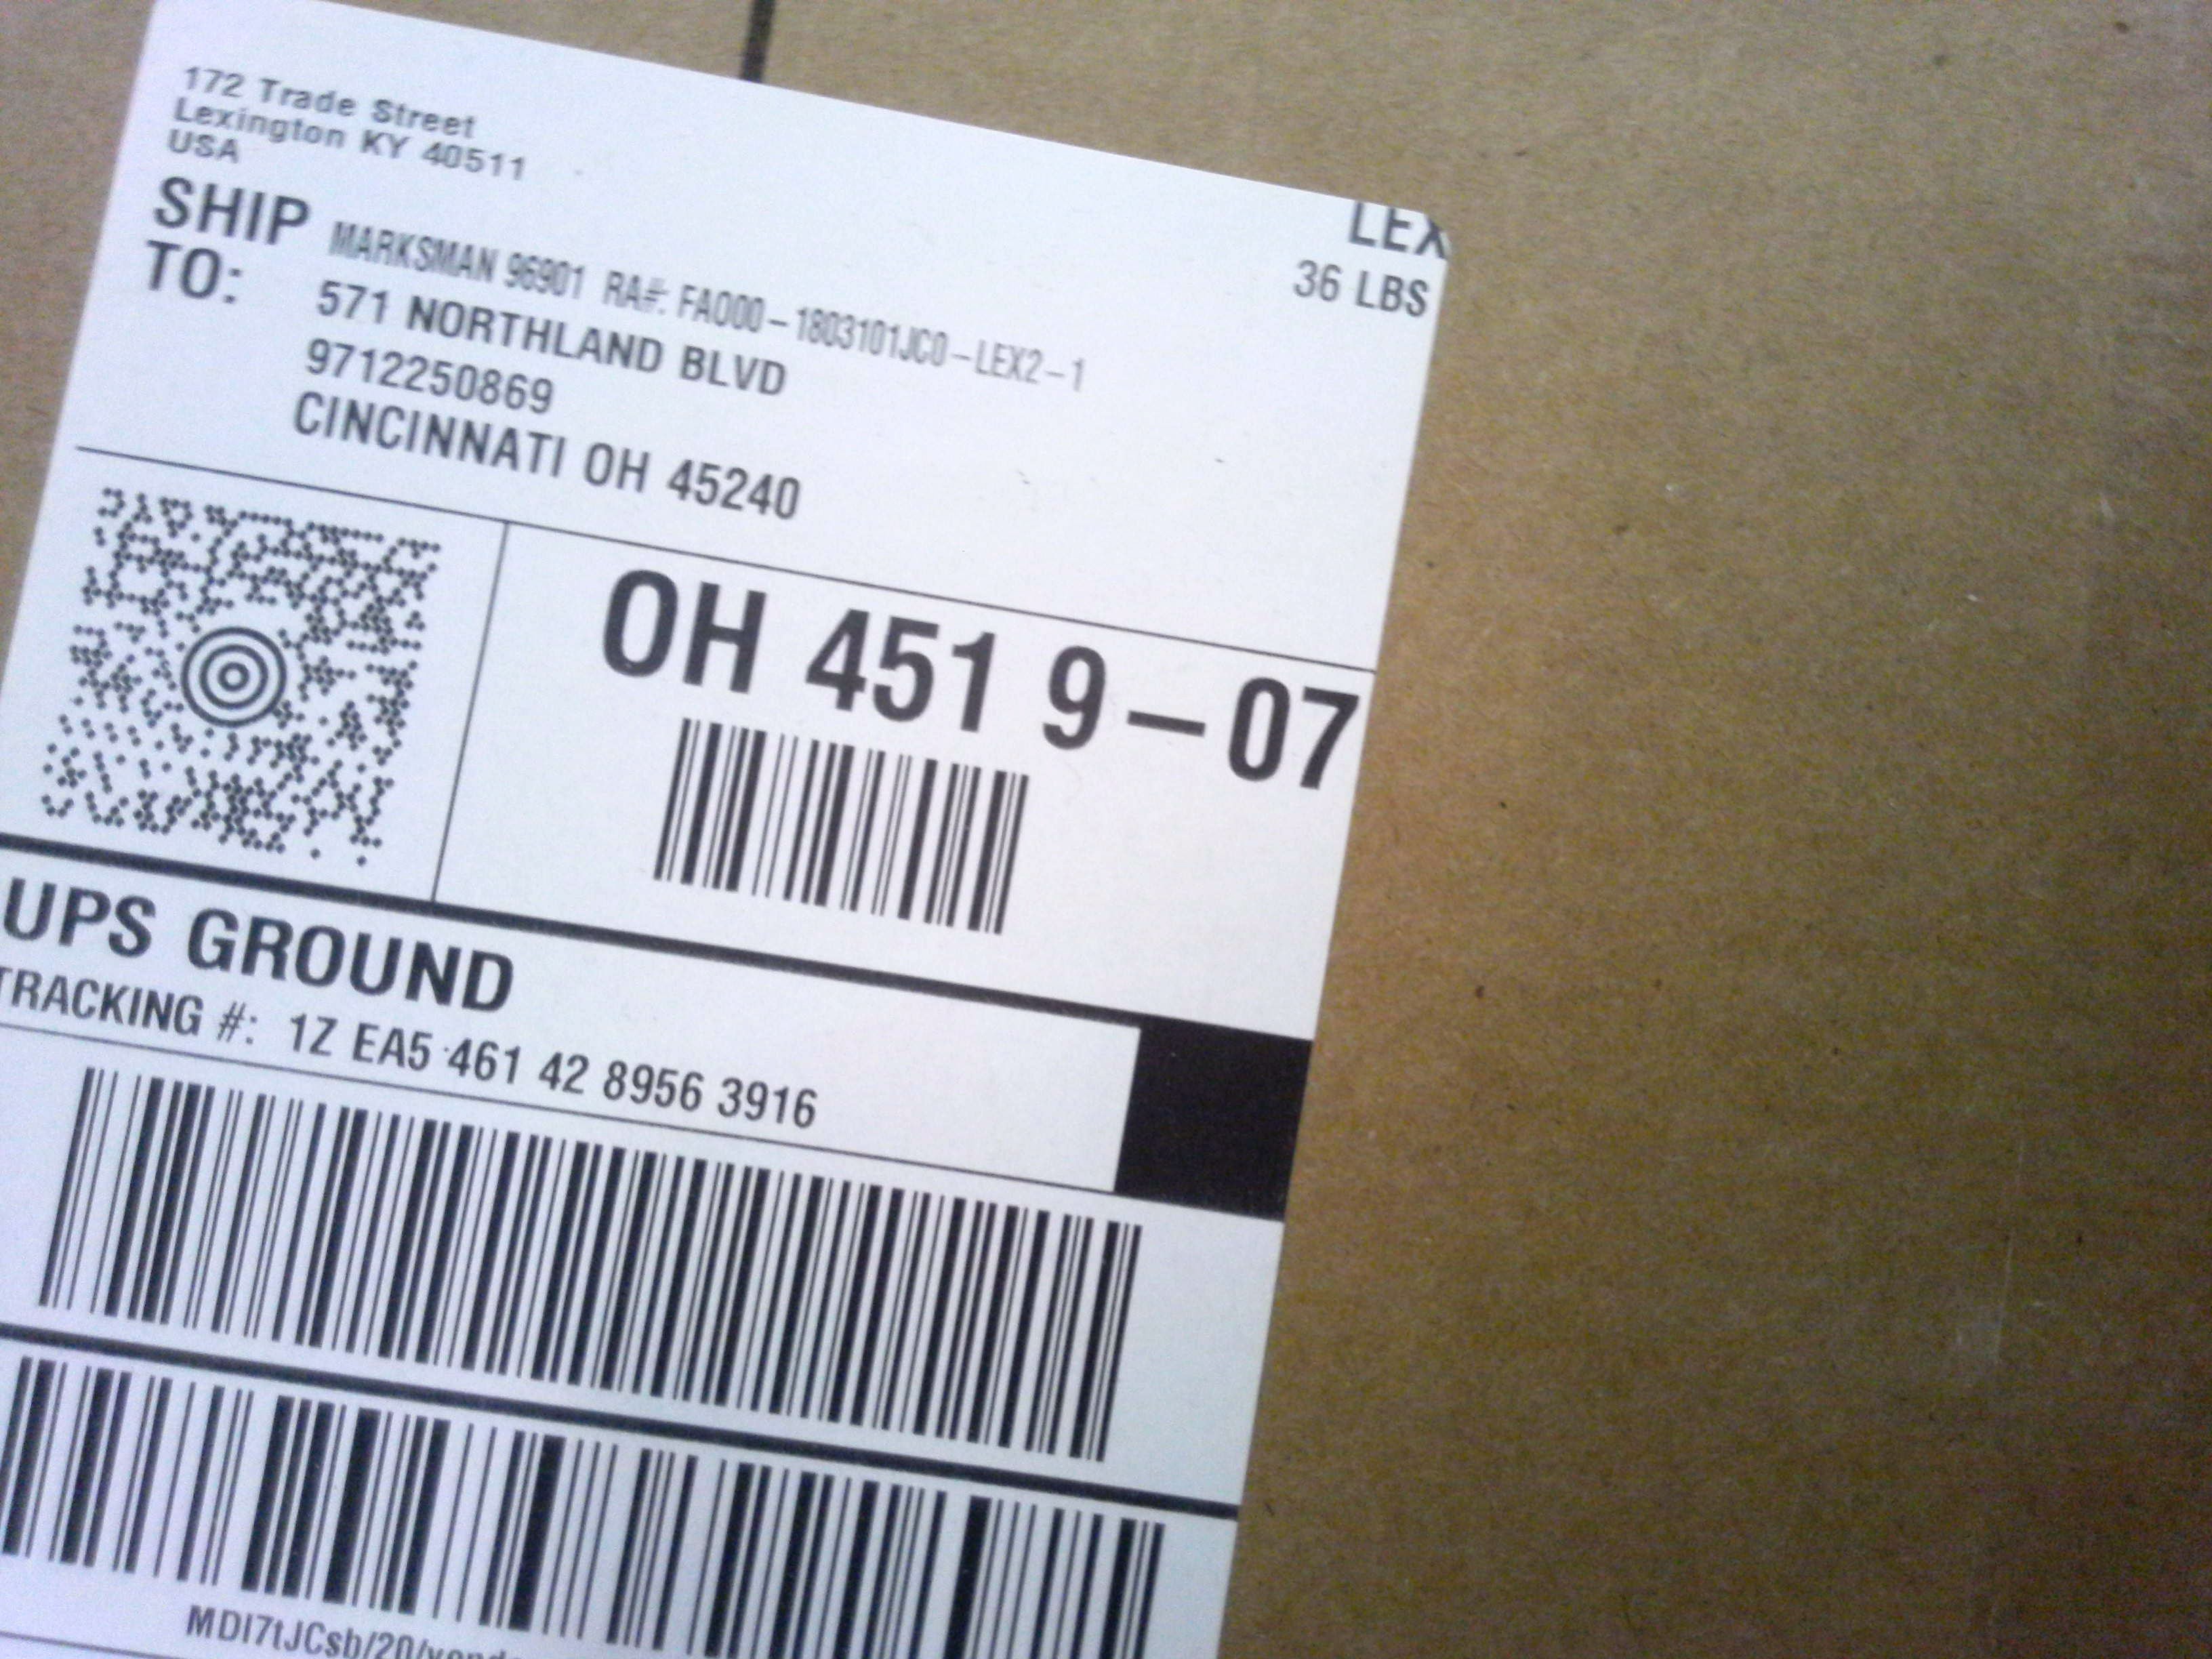 172 Trade Street
Lexington KY 40511
USA
LEX
36 LBS
SHIP TO:
MARKSMAN 96901 RA#: FA000-1803101JC0-LEX2-1
571 NORTHLAND BLVD
9712250869
CINCINNATI OH 45240
OH 451 9-07
UPS GROUND
TRACKING #: 1Z EA5 461 42 8956 3916